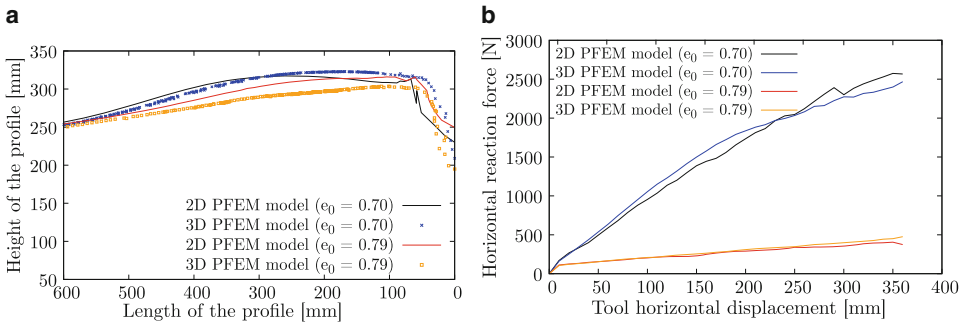 a
350
300
250
200
300
100
50
600
500
400
300
200
100
0
Height of the profile [mm]
Length of the profile [mm]
2D PFEM model (e0 = 0.70)
3D PFEM model (e0 = 0.70)
2D PFEM model (e0 = 0.79)
3D PFEM model (e0 = 0.79)
b
3000
2500
2000
1500
1000
500
0
0
50
100
150
200
250
300
350
400
Horizontal reaction force [N]
Tool horizontal displacement [mm]
2D PFEM model (e0 = 0.70)
3D PFEM model (e0 = 0.70)
2D PFEM model (e0 = 0.79)
3D PFEM model (e0 = 0.79)